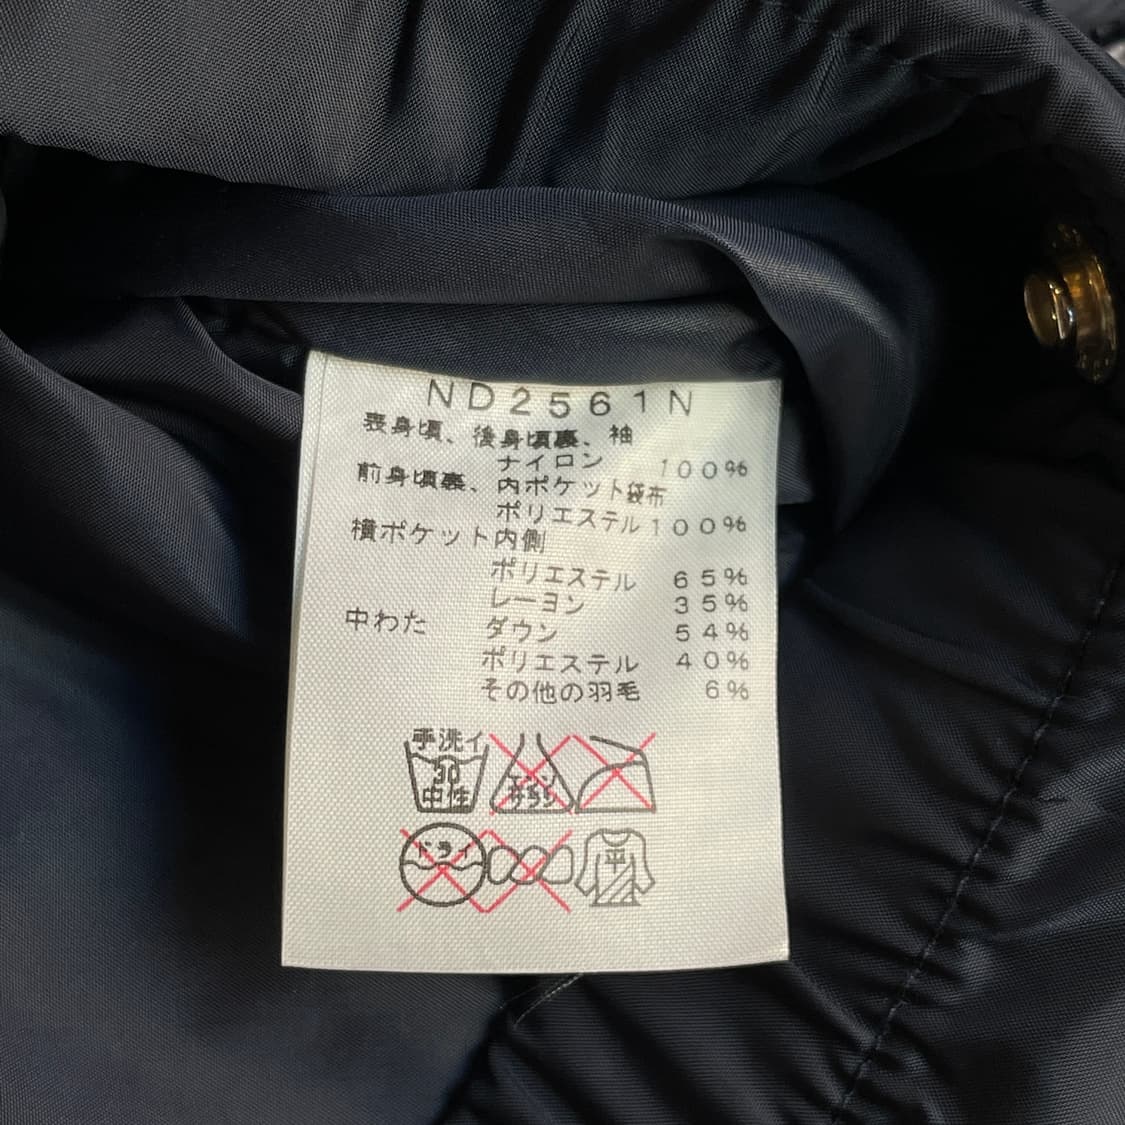 ND2561N
表身頃、後身頃裏、袖
ナイロン 100%
前身頃裏、内ポケット袋布
ポリエステル 100%
横ポケット内側
ポリエステル 65%
レーヨン 35%
中わた ダウン 54%
ポリエステル 40%
その他の羽毛 6%
手洗イ
30
中性
エンソ
サラシ
ドライ
平